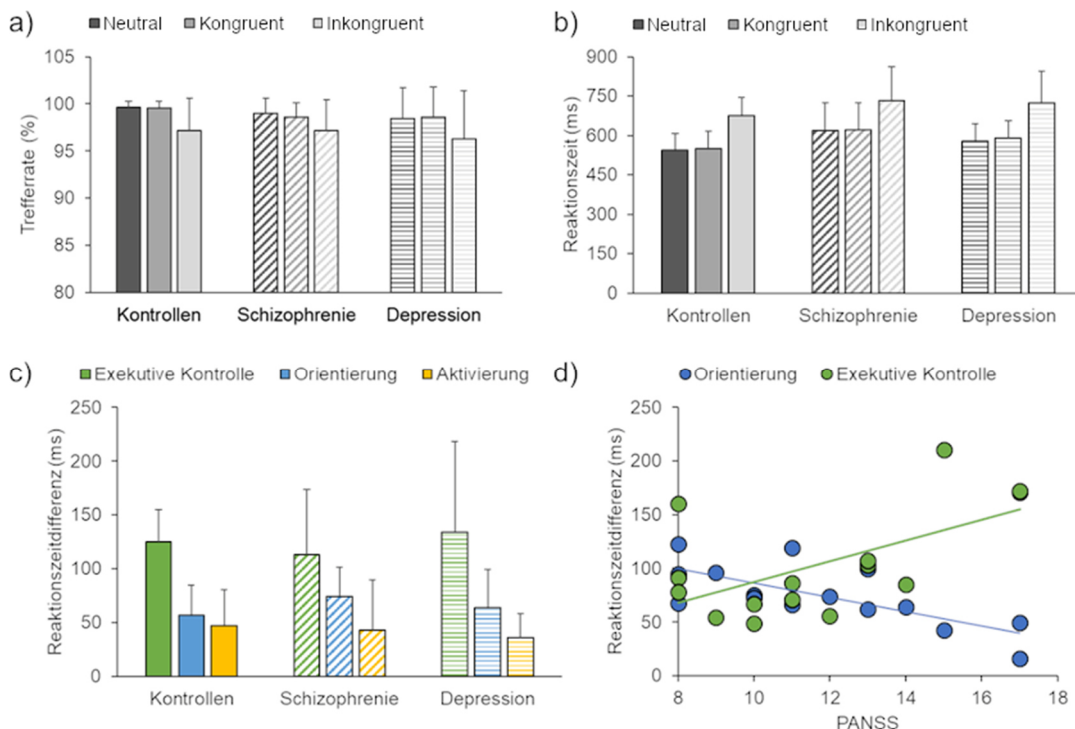 a)
Neutral Kongruent Inkongruent
Trefferrate (%)
105
100
95
90
85
80
Kontrollen Schizophrenie Depression
b)
Neutral Kongruent Inkongruent
Reaktionszeit (ms)
900
750
600
450
300
150
0
Kontrollen Schizophrenie Depression
c)
Exekutive Kontrolle Orientierung Aktivierung
Reaktionszeitdifferenz (ms)
250
200
150
100
50
0
Kontrollen Schizophrenie Depression
d)
Orientierung Exekutive Kontrolle
Reaktionszeitdifferenz (ms)
250
200
150
100
50
0
8 10 12 14 16 18
PANSS